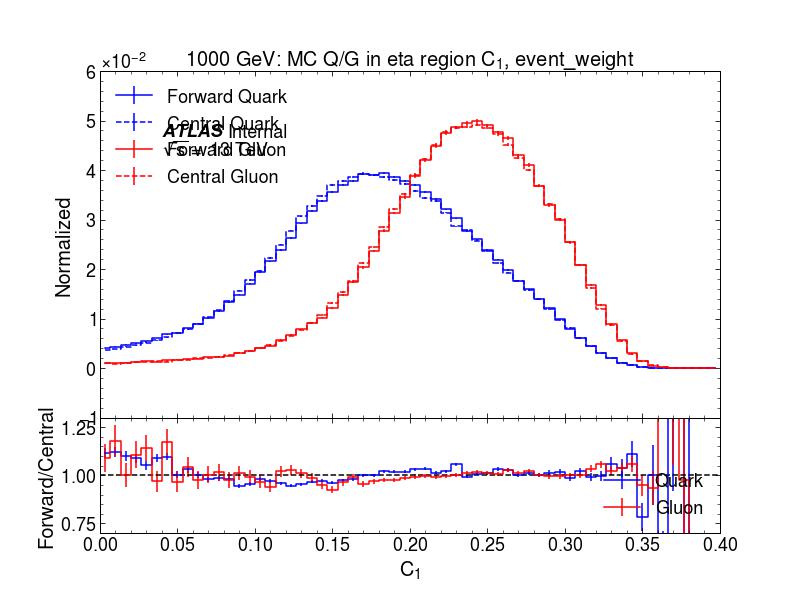 1000 GeV: MC Q/G in eta region C₁, event_weight
×10⁻²
6
5
4
3
2
1
0
−1
Normalized
Forward Quark
Central Quark
ATLAS Internal
√s = 13 TeV
Forward Gluon
Central Gluon
1.25
1.00
0.75
Forward/Central
Quark
Gluon
0.00 0.05 0.10 0.15 0.20 0.25 0.30 0.35 0.40
C₁